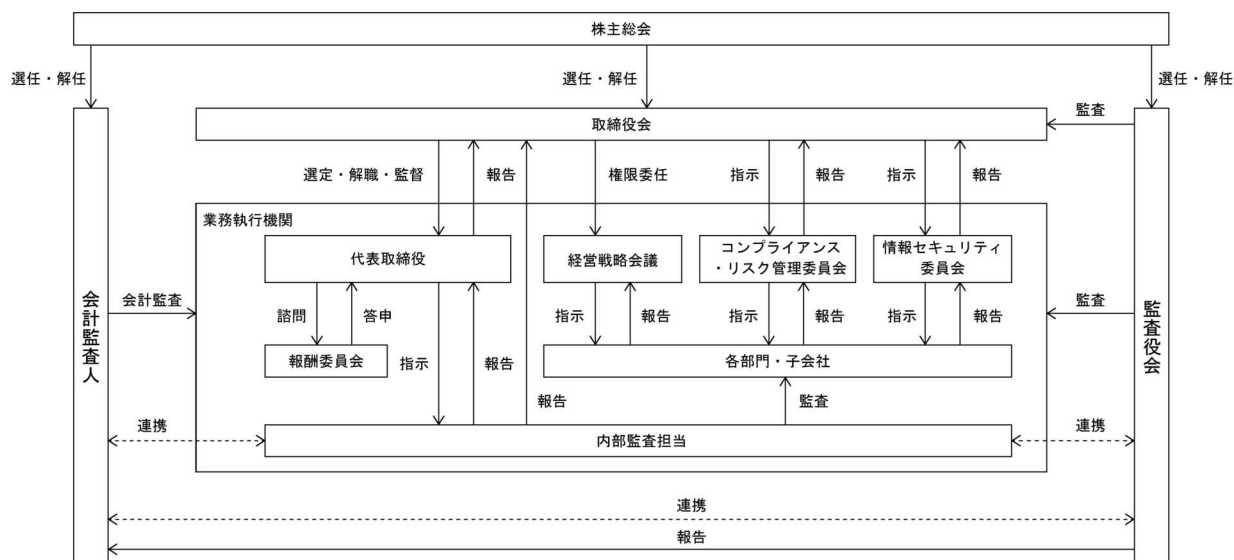 株主総会
選任・解任
選任・解任
選任・解任
取締役会
監査
選定・解職・監督
報告
権限委任
指示
報告
指示
報告
業務執行機関
代表取締役
経営戦略会議
コンプライアンス
・リスク管理委員会
情報セキュリティ
委員会
会計監査人
会計監査
監査
監査役会
諮問
答申
指示
報告
指示
報告
指示
報告
報酬委員会
指示
報告
各部門・子会社
報告
監査
連携
内部監査担当
連携
連携
報告